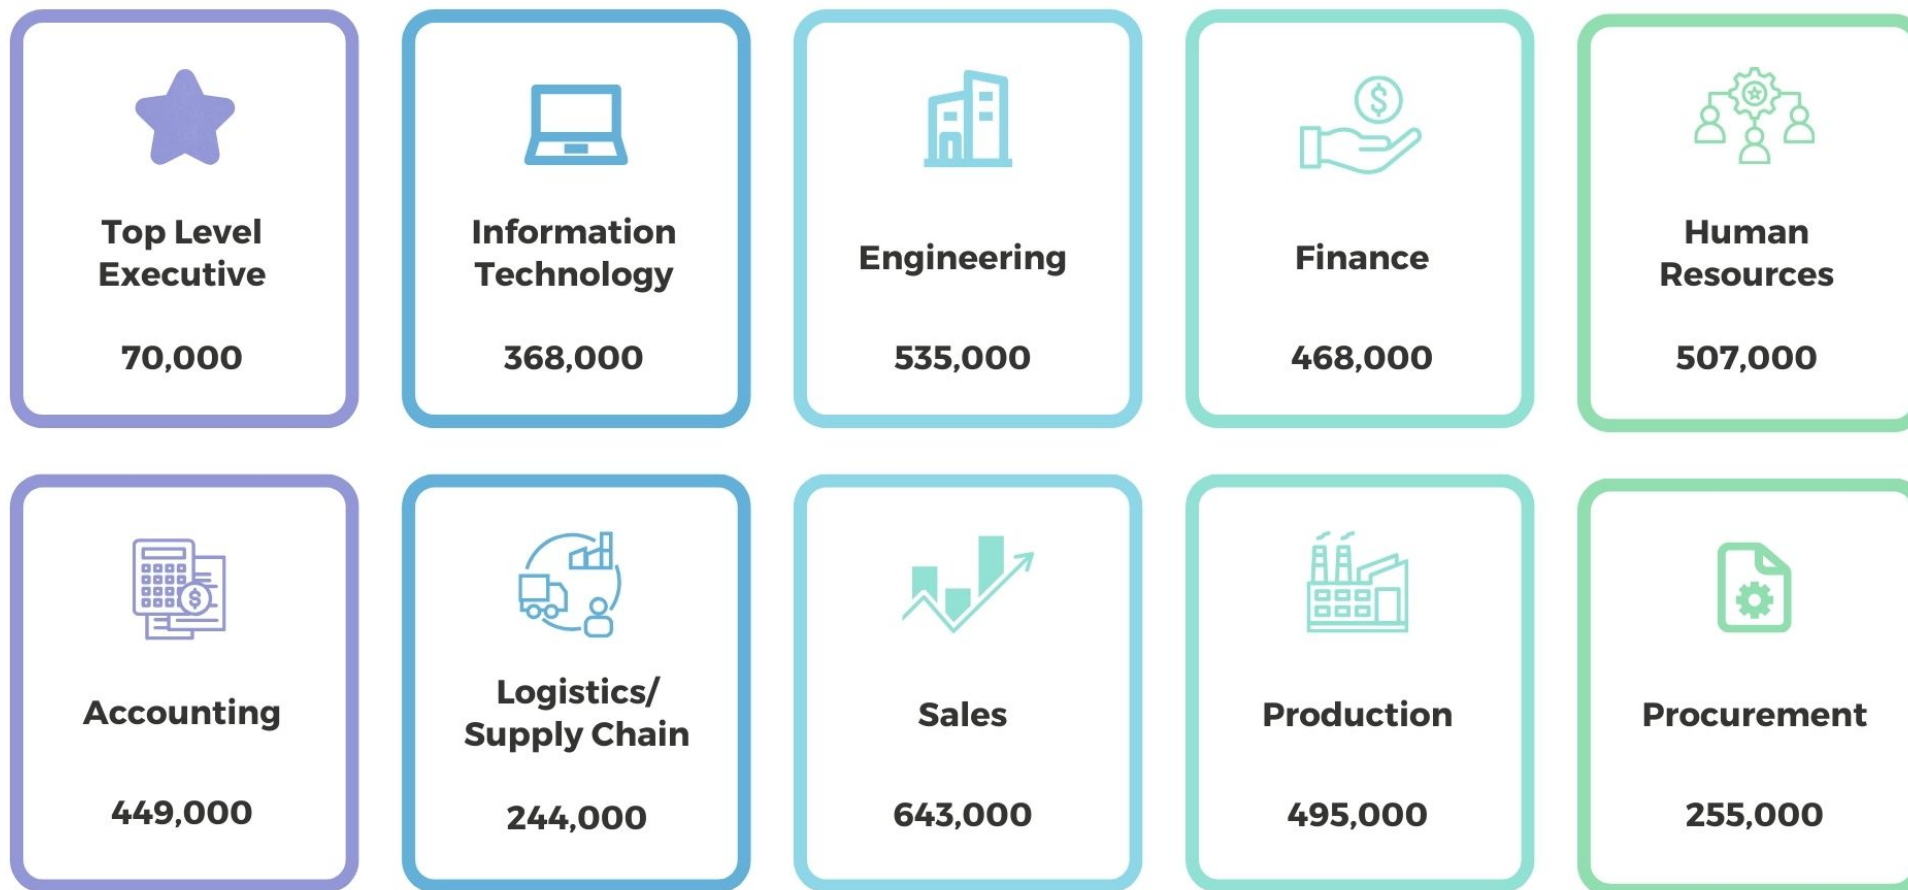 Top Level
Executive
70,000
Information
Technology
368,000
Engineering
535,000
$
Finance
468,000
Human
Resources
507,000
$
Accounting
449,000
Logistics/
Supply Chain
244,000
Sales
643,000
Production
495,000
Procurement
255,000